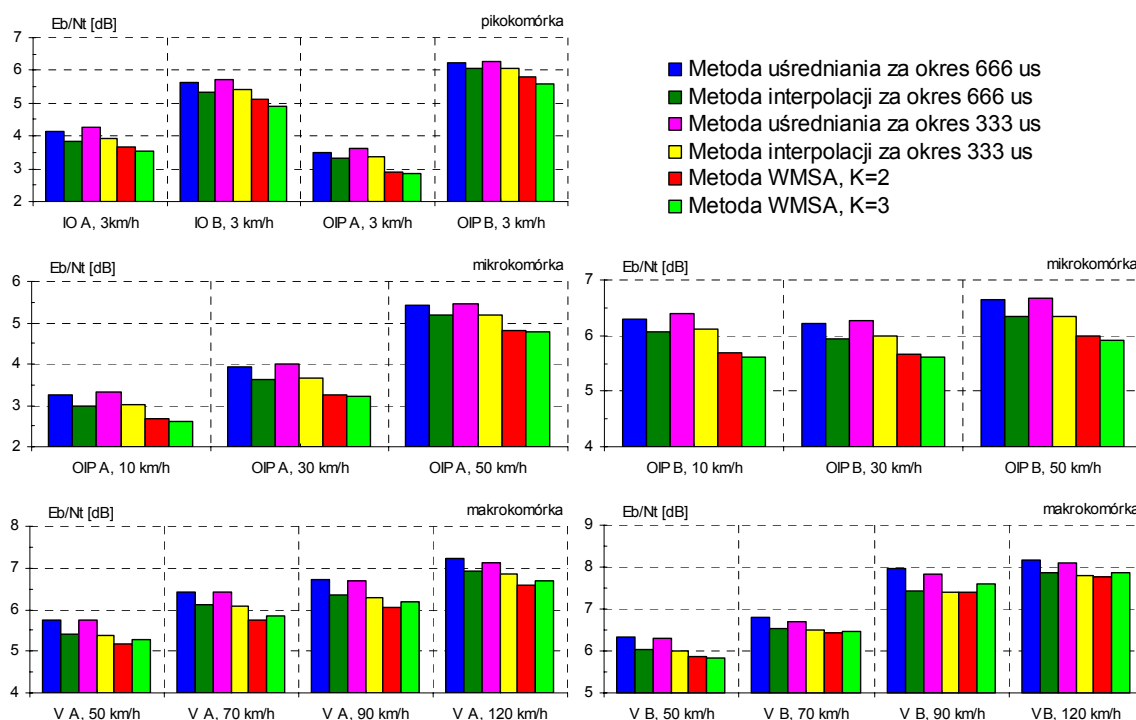 Eb/Nt [dB]
pikokomórka
7
6
5
4
3
2
IO A, 3km/h
IO B, 3 km/h
OIP A, 3 km/h
OIP B, 3 km/h
Metoda uśredniania za okres 666 us
Metoda interpolacji za okres 666 us
Metoda uśredniania za okres 333 us
Metoda interpolacji za okres 333 us
Metoda WMSA, K=2
Metoda WMSA, K=3
Eb/Nt [dB]
mikrokomórka
6
5
4
3
2
OIP A, 10 km/h
OIP A, 30 km/h
OIP A, 50 km/h
Eb/Nt [dB]
mikrokomórka
7
6
5
4
OIP B, 10 km/h
OIP B, 30 km/h
OIP B, 50 km/h
Eb/Nt [dB]
makrokomórka
8
7
6
5
4
V A, 50 km/h
V A, 70 km/h
V A, 90 km/h
V A, 120 km/h
Eb/Nt [dB]
makrokomórka
9
8
7
6
5
V B, 50 km/h
V B, 70 km/h
V B, 90 km/h
V B, 120 km/h